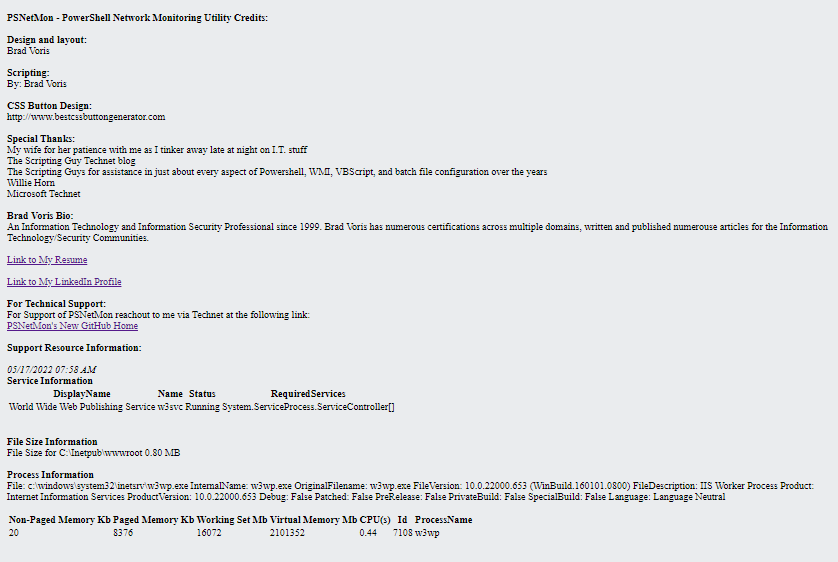 PSNetMon - PowerShell Network Monitoring Utility Credits:
Design and layout:
Brad Voris
Scripting:
By: Brad Voris
CSS Button Design:
http://www.bestcssbuttongenerator.com
Special Thanks:
My wife for her patience with me as I tinker away late at night on I.T. stuff
The Scripting Guy Technet blog
The Scripting Guys for assistance in just about every aspect of Powershell, WMI, VBScript, and batch file configuration over the years
Willie Horn
Microsoft Technet
Brad Voris Bio:
An Information Technology and Information Security Professional since 1999. Brad Voris has numerous certifications across multiple domains, written and published numerouse articles for the Information
Technology/Security Communities.
Link to My Resume
Link to My LinkedIn Profile
For Technical Support:
For Support of PSNetMon reachout to me via Technet at the following link:
PSNetMon's New GitHub Home
Support Resource Information:
05/17/2022 07:58 AM
Service Information
DisplayName Name Status RequiredServices
World Wide Web Publishing Service w3svc Running System.ServiceProcess.ServiceController[]
File Size Information
File Size for C:\Inetpub\wwwroot 0.80 MB
Process Information
File: c:\windows\system32\inetsrv\w3wp.exe InternalName: w3wp.exe OriginalFilename: w3wp.exe FileVersion: 10.0.22000.653 (WinBuild.160101.0800) FileDescription: IIS Worker Process Product:
Internet Information Services ProductVersion: 10.0.22000.653 Debug: False Patched: False PreRelease: False PrivateBuild: False SpecialBuild: False Language: Language Neutral
Non-Paged Memory Kb Paged Memory Kb Working Set Mb Virtual Memory Mb CPU(s) Id ProcessName
20 8376 16072 2101352 0.44 7108 w3wp